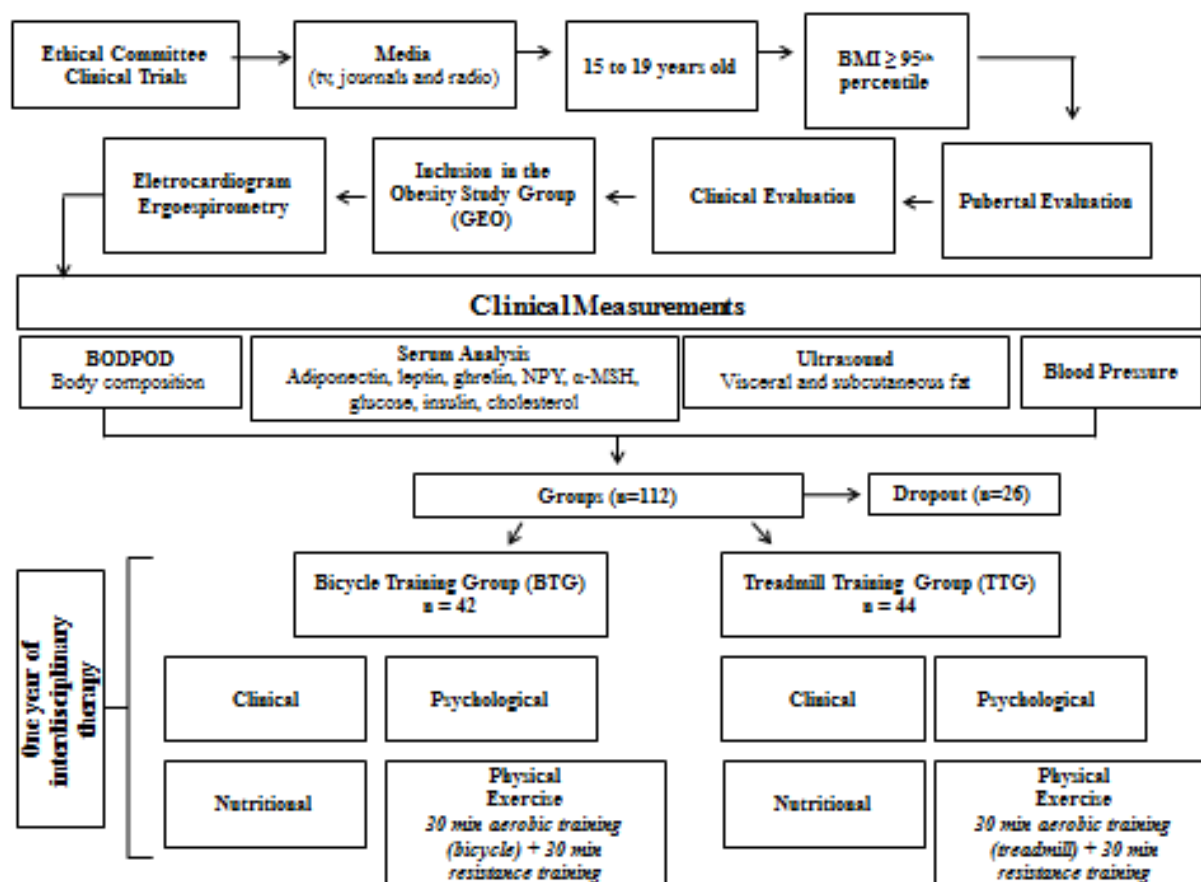 Ethical Committee
Clinical Trials
Media
(tv, journals and radio)
15 to 19 years old
BMI ≥ 95th
percentile
Eletrocardiogram
Ergoespirometry
Inclusion in the
Obesity Study Group
(GEO)
Clinical Evaluation
Pubertal Evaluation
Clinical Measurements
BODPOD
Body composition
Serum Analysis
Adiponectin, leptin, ghrelin, NPY, α-MSH,
glucose, insulin, cholesterol
Ultrasound
Visceral and subcutaneous fat
Blood Pressure
Groups (n=112)
Dropout (n=26)
Bicycle Training Group (BTG)
n = 42
Treadmill Training Group (TTG)
n = 44
One year of
interdisciplinary
therapy
Clinical
Psychological
Clinical
Psychological
Nutritional
Physical
Exercise
30 min aerobic training
(bicycle) + 30 min
resistance training
Nutritional
Physical
Exercise
30 min aerobic training
(treadmill) + 30 min
resistance training